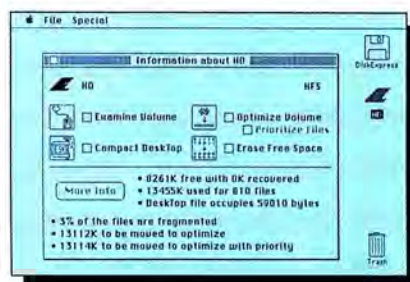 File Special
Information about HD
HD HFS
Examine Volume
Optimize Volume
Prioritize Files
Compact DeskTop
Erase Free Space
More Info
• 8261K free with 0K recovered
• 13455K used for 810 files
• DeskTop file occupies 59010 bytes
• 3% of the files are fragmented
• 13112K to be moved to optimize
• 13114K to be moved to optimize with priority
DiskExpress
HD
Trash